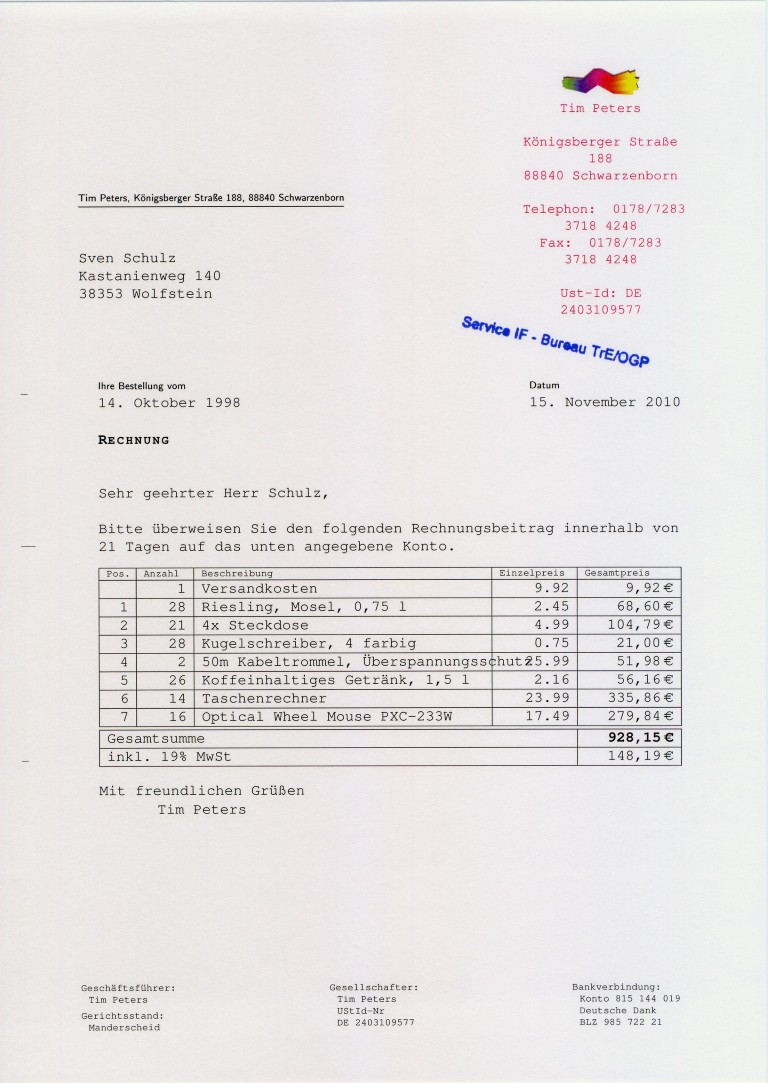 Tim Peters
Königsberger Straße
188
88840 Schwarzenborn
Telephon: 0178/7283
3718 4248
Fax: 0178/7283
3718 4248
Ust-Id: DE
2403109577
Tim Peters, Königsberger Straße 188, 88840 Schwarzenborn
Sven Schulz
Kastanienweg 140
38353 Wolfstein
Service IF - Bureau TrE/OGP
Ihre Bestellung vom Datum
14. Oktober 1998 15. November 2010
RECHNUNG
Sehr geehrter Herr Schulz,
Bitte überweisen Sie den folgenden Rechnungsbeitrag innerhalb von
21 Tagen auf das unten angegebene Konto.
Pos. Anzahl Beschreibung Einzelpreis Gesamtpreis
1 Versandkosten 9.92 9,92€
1 28 Riesling, Mosel, 0,75 l 2.45 68,60€
2 21 4x Steckdose 4.99 104,79€
3 28 Kugelschreiber, 4 farbig 0.75 21,00€
4 2 50m Kabeltrommel, Überspannungsschutz 25.99 51,98€
5 26 Koffeinhaltiges Getränk, 1,5 l 2.16 56,16€
6 14 Taschenrechner 23.99 335,86€
7 16 Optical Wheel Mouse PXC-233W 17.49 279,84€
Gesamtsumme 928,15€
inkl. 19% MwSt 148,19€
Mit freundlichen Grüßen
Tim Peters
Geschäftsführer:
Tim Peters
Gerichtsstand:
Manderscheid
Gesellschafter:
Tim Peters
UStId-Nr
DE 2403109577
Bankverbindung:
Konto 815 144 019
Deutsche Dank
BLZ 985 722 21